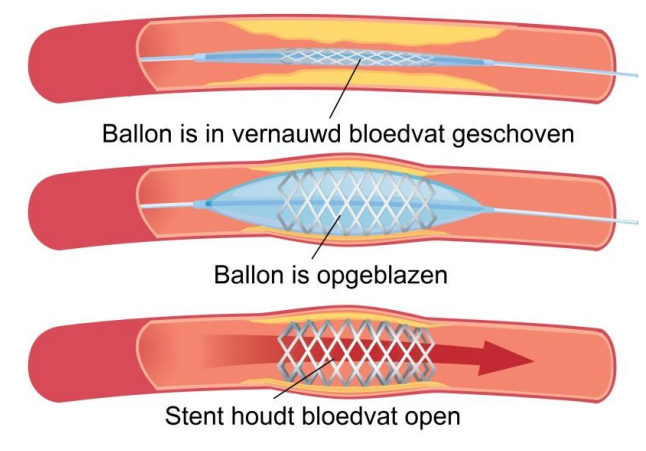 Ballon is in vernauwd bloedvat geschoven
Ballon is opgeblazen
Stent houdt bloedvat open